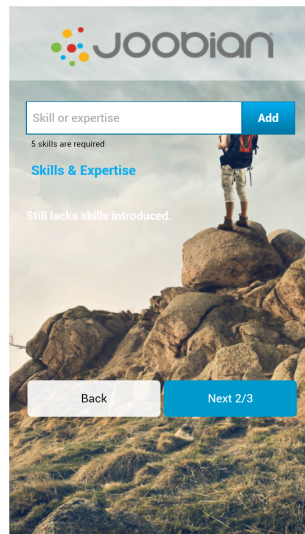 Joobian
Skill or expertise
Add
5 skills are required
Skills & Expertise
Still lacks skills introduced.
Back
Next 2/3